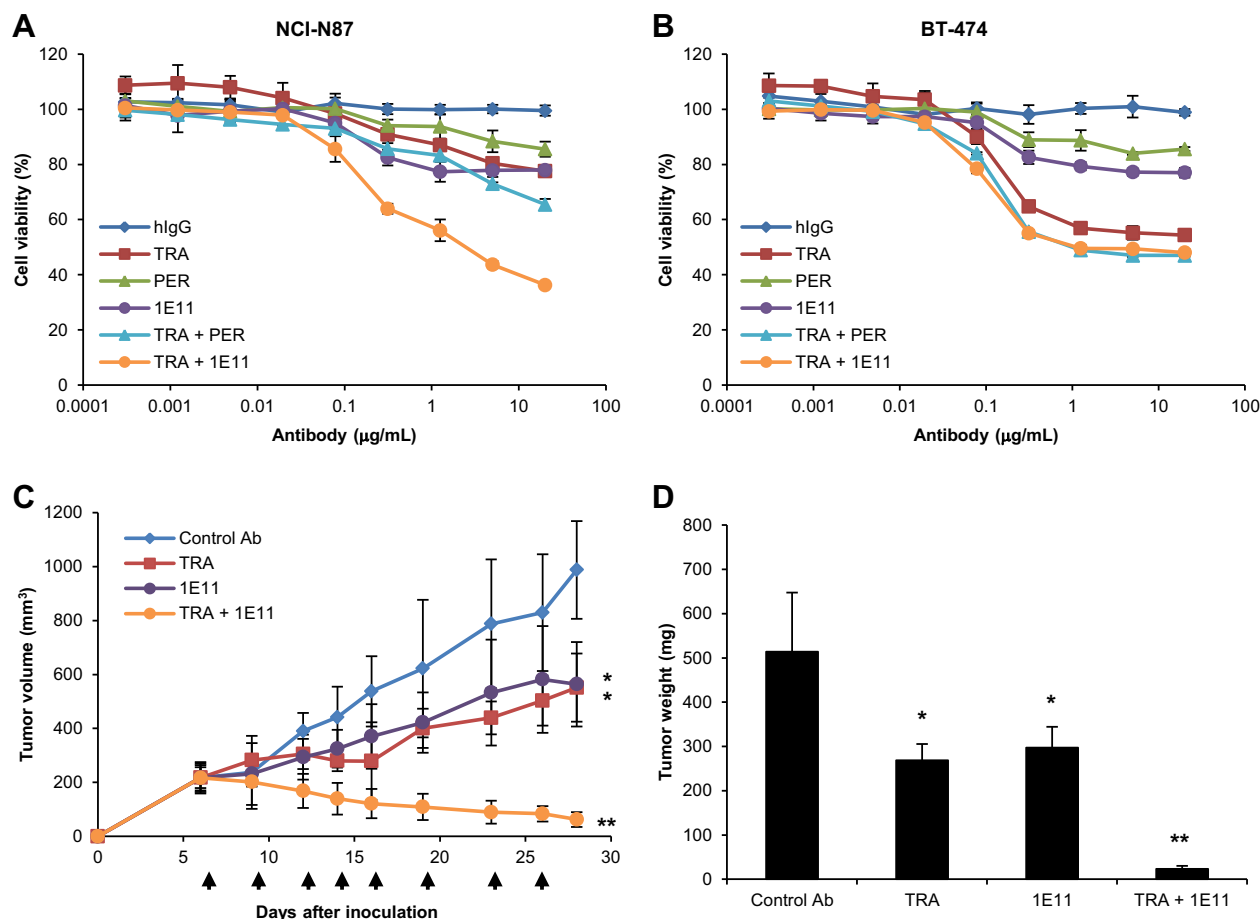 A
NCI-N87
120
100
80
60
40
20
0
Cell viability (%)
hIgG
TRA
PER
1E11
TRA + PER
TRA + 1E11
0.0001 0.001 0.01 0.1 1 10 100
Antibody (μg/mL)
B
BT-474
120
100
80
60
40
20
0
Cell viability (%)
hIgG
TRA
PER
1E11
TRA + PER
TRA + 1E11
0.0001 0.001 0.01 0.1 1 10 100
Antibody (μg/mL)
C
1200
1000
800
600
400
200
0
Tumor volume (mm³)
Control Ab
TRA
1E11
TRA + 1E11
*
*
**
0 5 10 15 20 25 30
Days after inoculation
D
800
700
600
500
400
300
200
100
0
Tumor weight (mg)
*
*
**
Control Ab TRA 1E11 TRA + 1E11